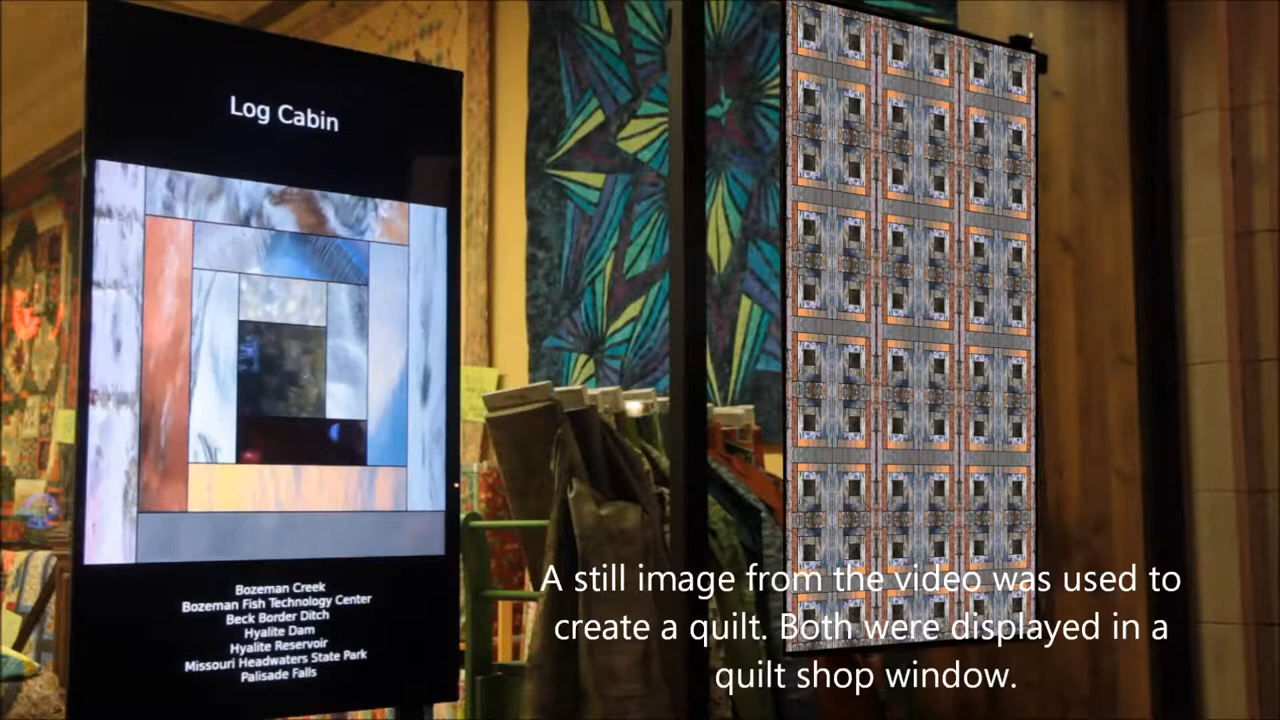 Log Cabin
Bozeman Creek
Bozeman Fish Technology Center
Beck Border Ditch
Hyalite Dam
Hyalite Reservoir
Missouri Headwaters State Park
Palisade Falls
A still image from the video was used to
create a quilt. Both were displayed in a
quilt shop window.